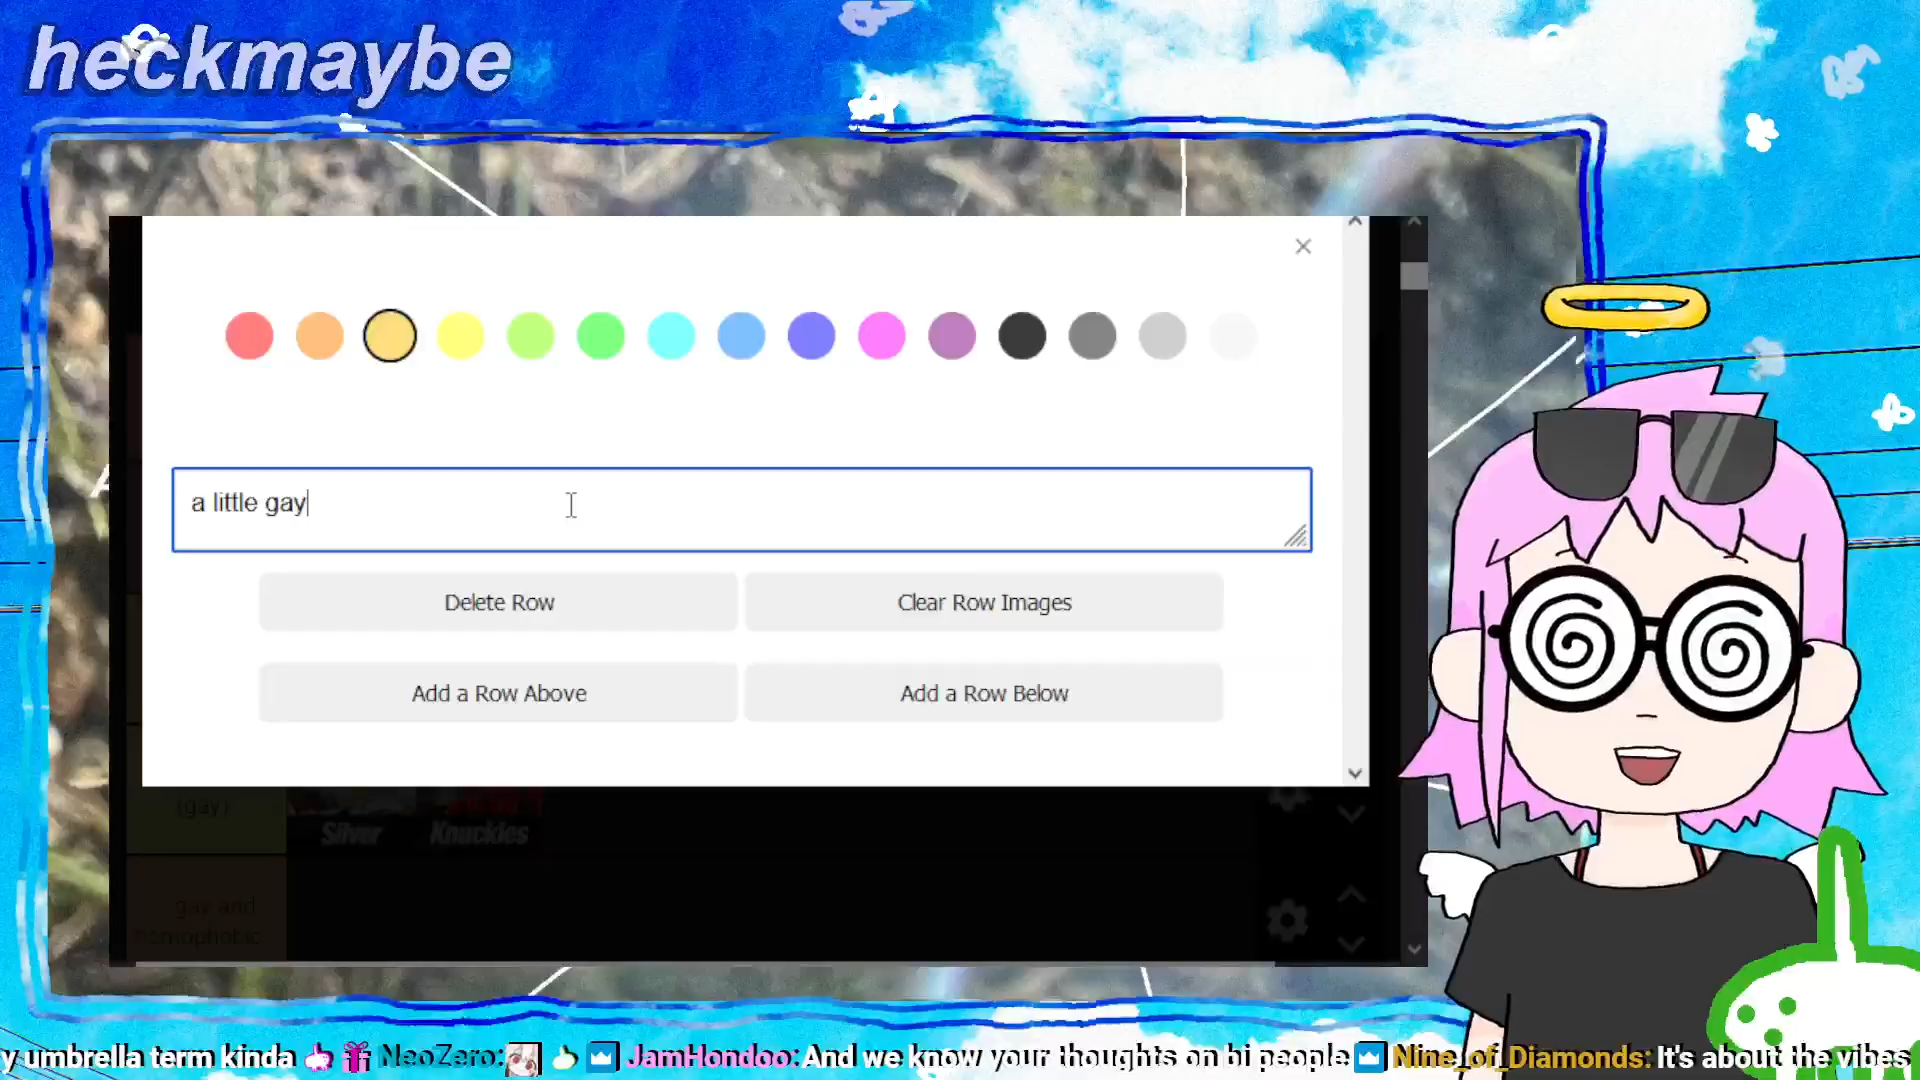 heckmaybe
×
a little gay
Delete Row
Clear Row Images
Add a Row Above
Add a Row Below
(gay)
Silver
Knuckles
gay and
homophobic
y umbrella term kinda NeoZero: JamHondoo: And we know your thoughts on bi people Nine_of_Diamonds: It's about the vibes